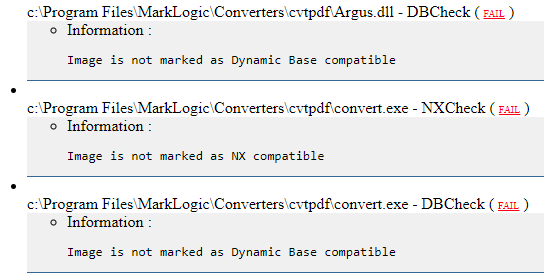 c:\Program Files\MarkLogic\Converters\cvtpdf\Argus.dll - DBCheck ( FAIL )
Information :
Image is not marked as Dynamic Base compatible
c:\Program Files\MarkLogic\Converters\cvtpdf\convert.exe - NXCheck ( FAIL )
Information :
Image is not marked as NX compatible
c:\Program Files\MarkLogic\Converters\cvtpdf\convert.exe - DBCheck ( FAIL )
Information :
Image is not marked as Dynamic Base compatible